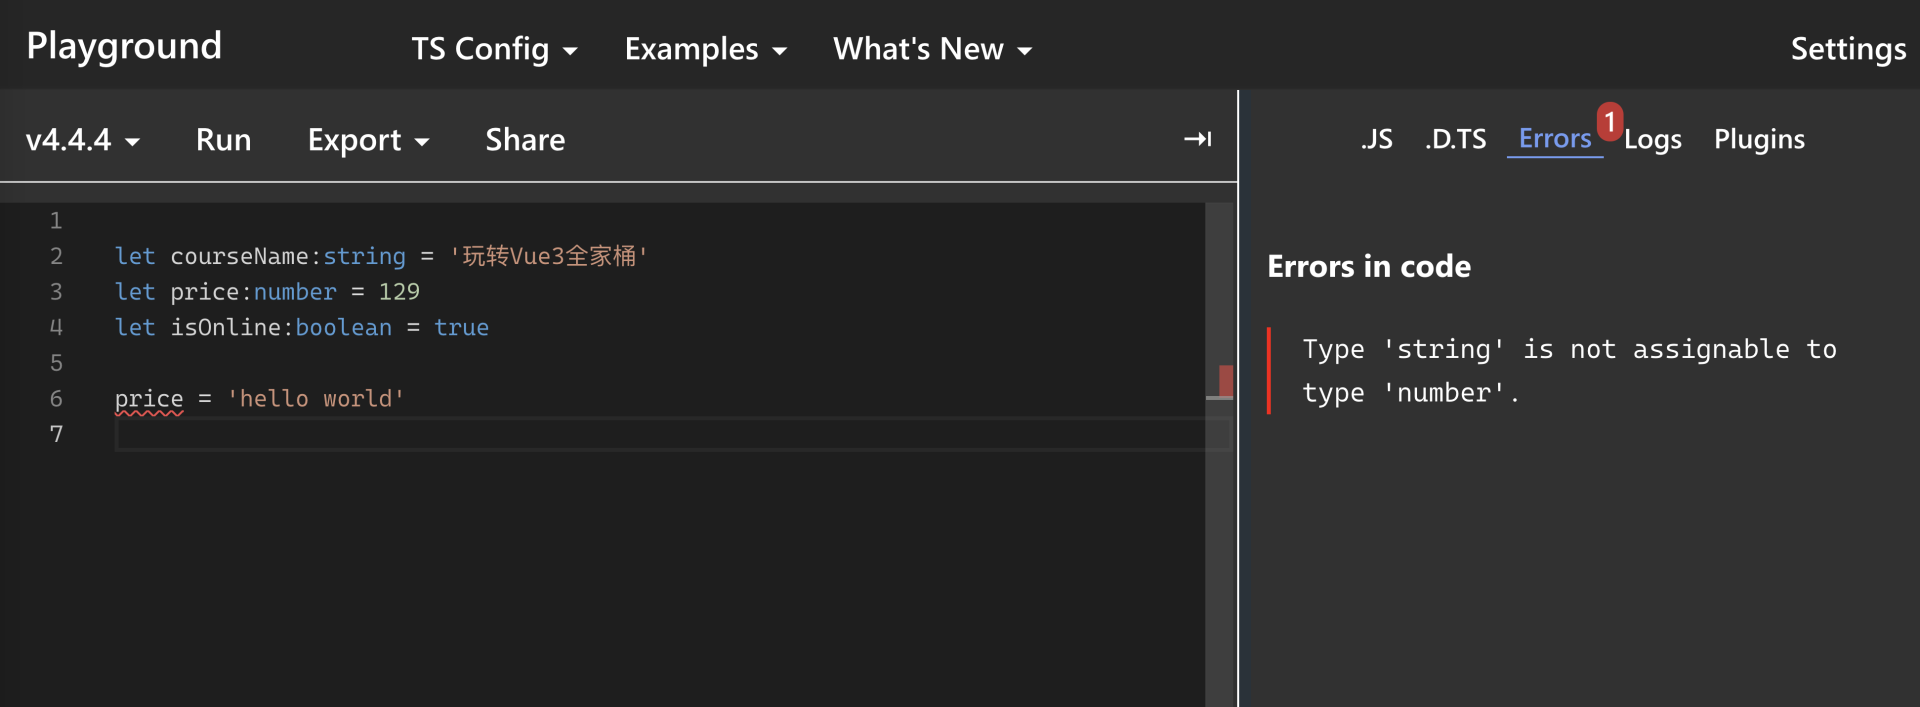 Playground TS Config Examples What's New Settings
v4.4.4 Run Export Share
.JS .D.TS Errors 1 Logs Plugins
1
2 let courseName:string = '玩转Vue3全家桶'
3 let price:number = 129
4 let isOnline:boolean = true
5
6 price = 'hello world'
7
Errors in code
Type 'string' is not assignable to
type 'number'.